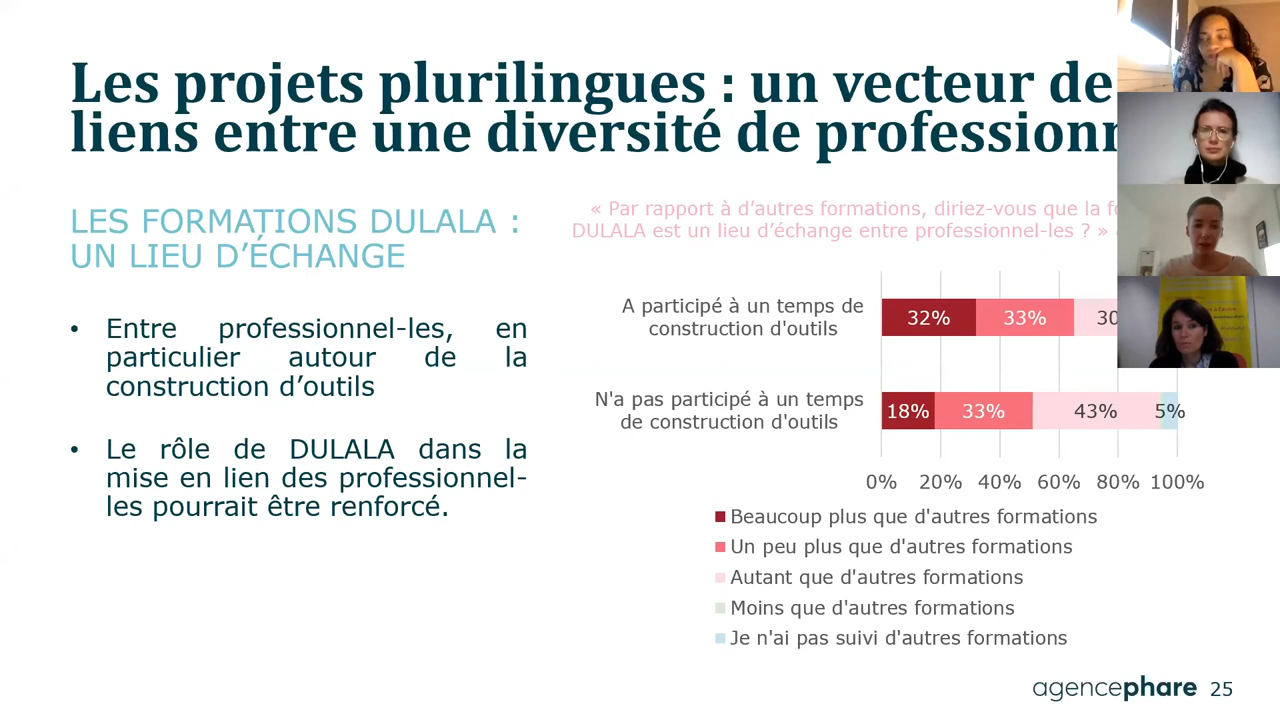 Les projets plurilingues : un vecteur de
liens entre une diversité de professionn
LES FORMATIONS DULALA :
UN LIEU D’ÉCHANGE
• Entre professionnel-les, en
particulier autour de la
construction d’outils
• Le rôle de DULALA dans la
mise en lien des professionnel-
les pourrait être renforcé.
« Par rapport à d’autres formations, diriez-vous que la
DULALA est un lieu d’échange entre professionnel-les ? »
A participé à un temps de
construction d'outils
32% 33% 30
N'a pas participé à un temps
de construction d'outils
18% 33% 43% 5%
0% 20% 40% 60% 80% 100%
Beaucoup plus que d'autres formations
Un peu plus que d'autres formations
Autant que d'autres formations
Moins que d'autres formations
Je n'ai pas suivi d'autres formations
agencephare 25